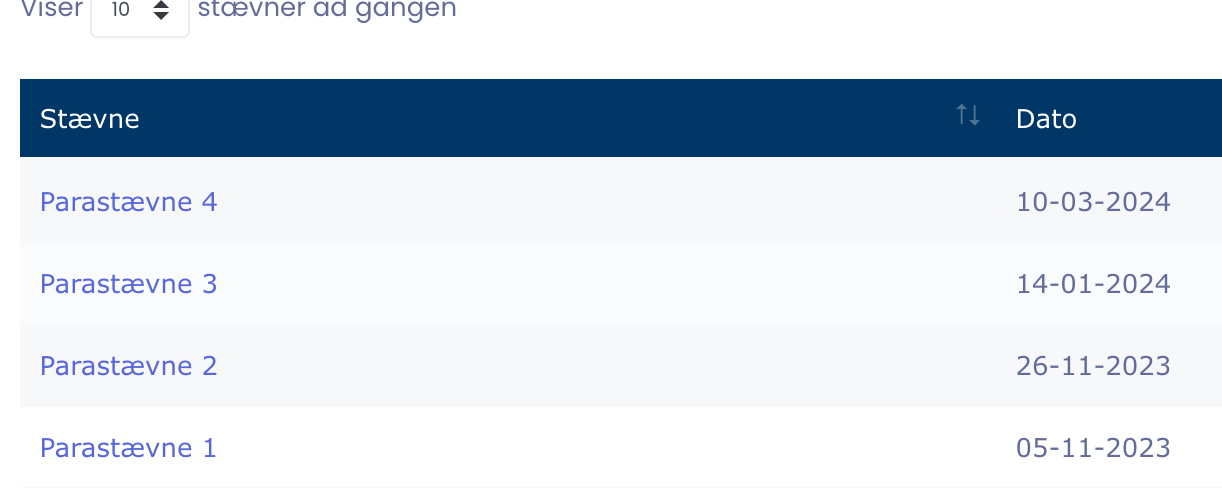 Viser 10 stævner ad gangen
Stævne Dato
Parastævne 4 10-03-2024
Parastævne 3 14-01-2024
Parastævne 2 26-11-2023
Parastævne 1 05-11-2023